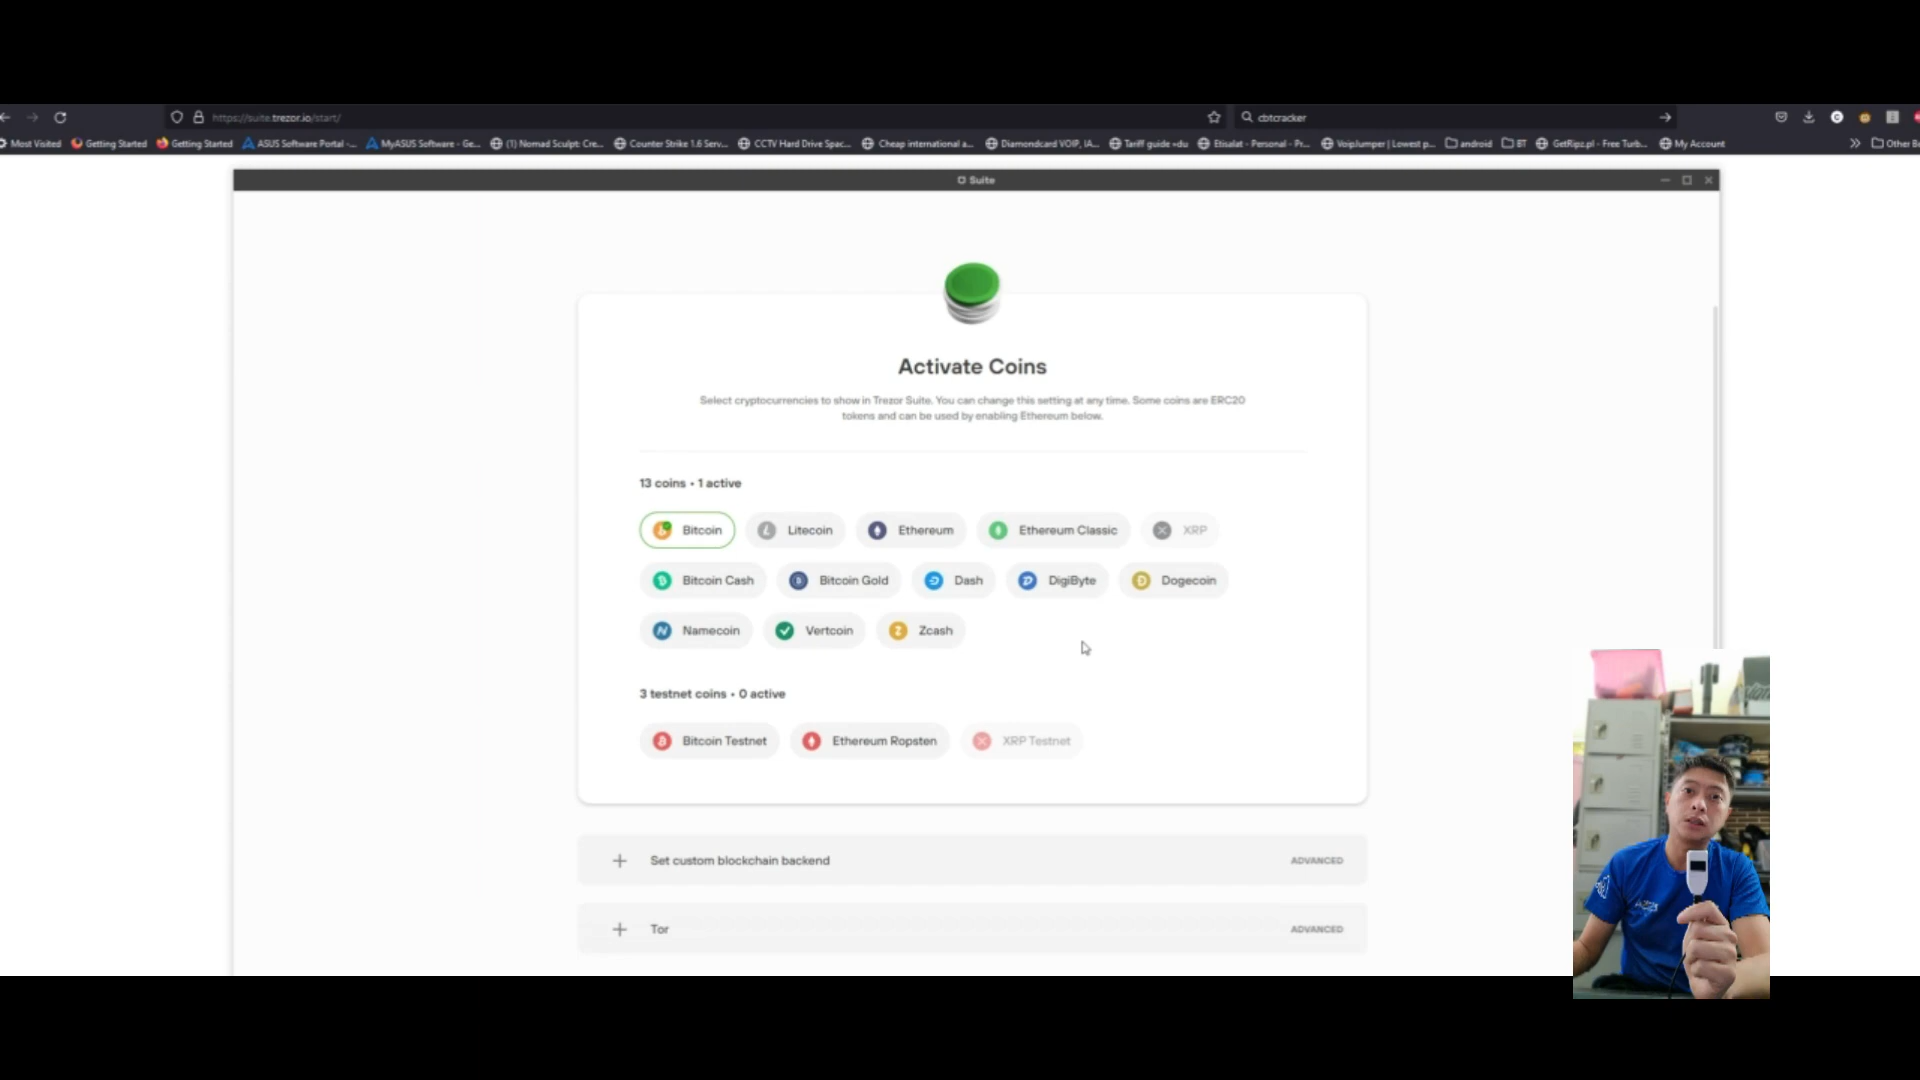 https://suite.trezor.io/start/
cbtcracker
Most Visited
Getting Started
Getting Started
ASUS Software Portal -...
MyASUS Software - Ge...
(1) Nomad Sculpt: Cre...
Counter Strike 1.6 Serv...
CCTV Hard Drive Spac...
Cheap international a...
Diamondcard VOIP, IA...
Tariff guide »du
Etisalat - Personal - Pr...
VoipJumper | Lowest p...
android
BT
GetRipz.pl - Free Turb...
My Account
Other B
Suite
Activate Coins
Select cryptocurrencies to show in Trezor Suite. You can change this setting at any time. Some coins are ERC20
tokens and can be used by enabling Ethereum below.
13 coins • 1 active
Bitcoin
Litecoin
Ethereum
Ethereum Classic
XRP
Bitcoin Cash
Bitcoin Gold
Dash
DigiByte
Dogecoin
Namecoin
Vertcoin
Zcash
3 testnet coins • 0 active
Bitcoin Testnet
Ethereum Ropsten
XRP Testnet
Set custom blockchain backend
ADVANCED
Tor
ADVANCED